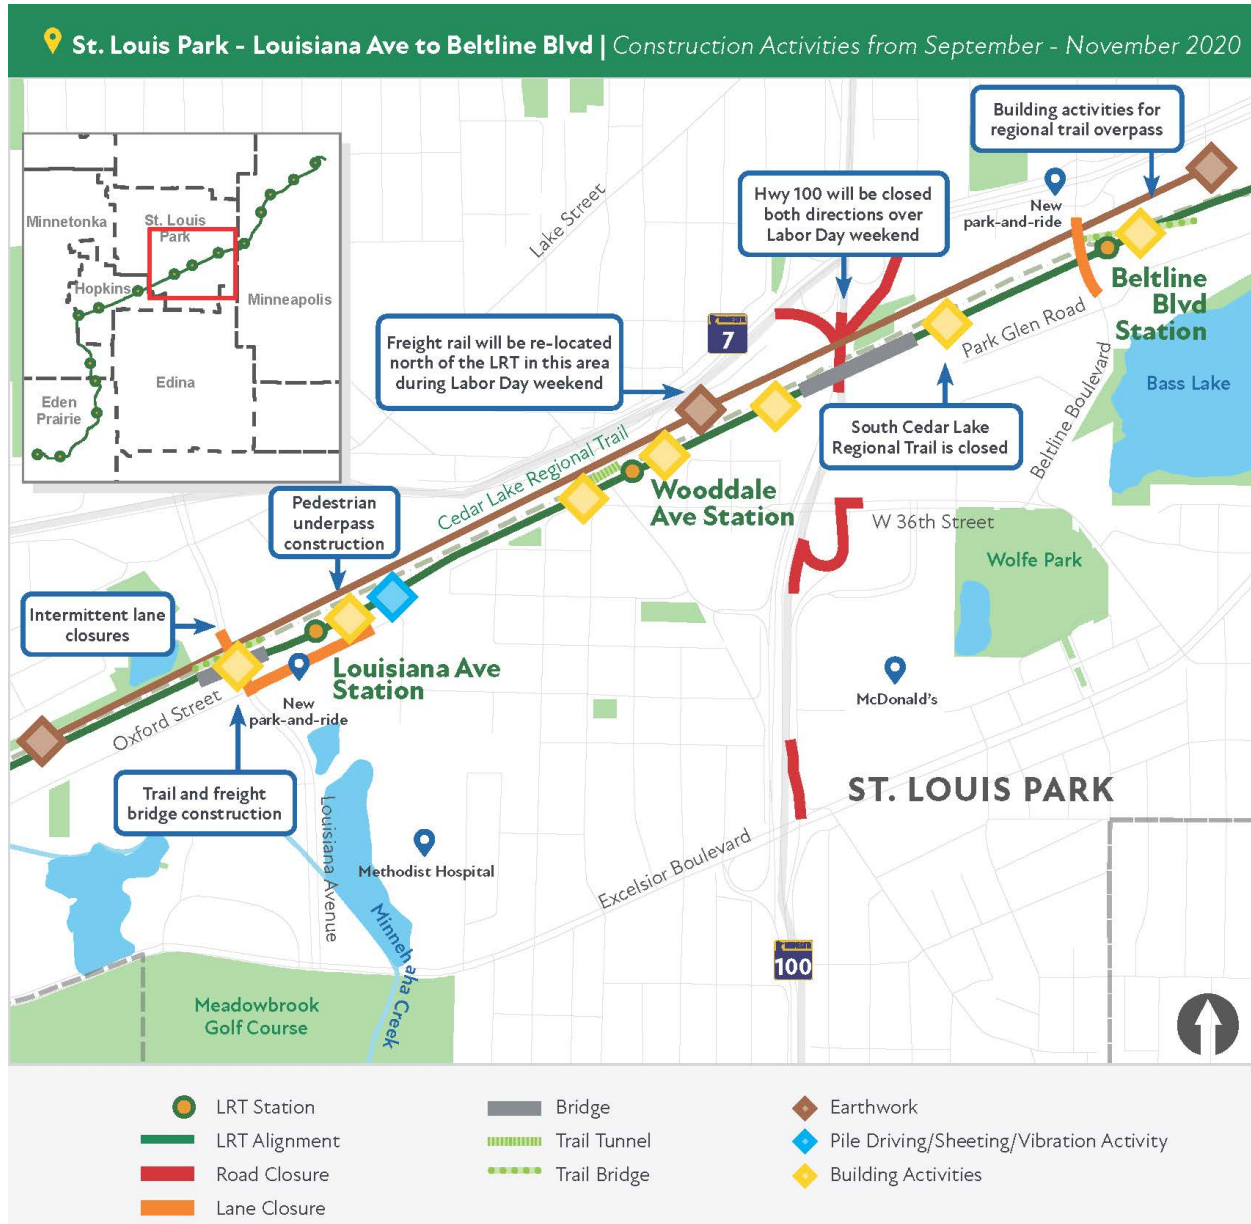 St. Louis Park - Louisiana Ave to Beltline Blvd | Construction Activities from September - November 2020
Building activities for
regional trail overpass
Hwy 100 will be closed
both directions over
Labor Day weekend
New
park-and-ride
Lake Street
Minnetonka
St. Louis
Park
Hopkins
Minneapolis
Edina
Eden
Prairie
Freight rail will be re-located
north of the LRT in this area
during Labor Day weekend
7
Beltline
Blvd
Station
Park Glen Road
Bass Lake
Beltline Boulevard
South Cedar Lake
Regional Trail is closed
Cedar Lake Regional Trail
Wooddale
Ave Station
Pedestrian
underpass
construction
W 36th Street
Wolfe Park
Intermittent lane
closures
Louisiana Ave
Station
New
park-and-ride
Oxford Street
McDonald's
Trail and freight
bridge construction
ST. LOUIS PARK
Louisiana Avenue
Methodist Hospital
Excelsior Boulevard
Minnehaha Creek
MINNESOTA
100
Meadowbrook
Golf Course
LRT Station
LRT Alignment
Road Closure
Lane Closure
Bridge
Trail Tunnel
Trail Bridge
Earthwork
Pile Driving/Sheeting/Vibration Activity
Building Activities